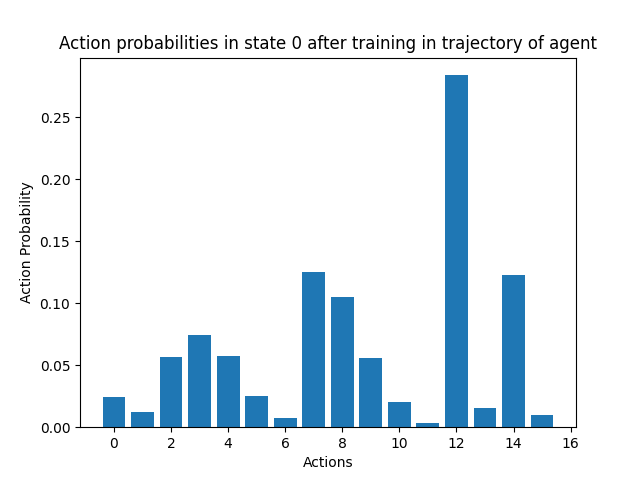 Action probabilities in state 0 after training in trajectory of agent
0.25
0.20
0.15
0.10
0.05
0.00
Action Probability
0 2 4 6 8 10 12 14 16
Actions